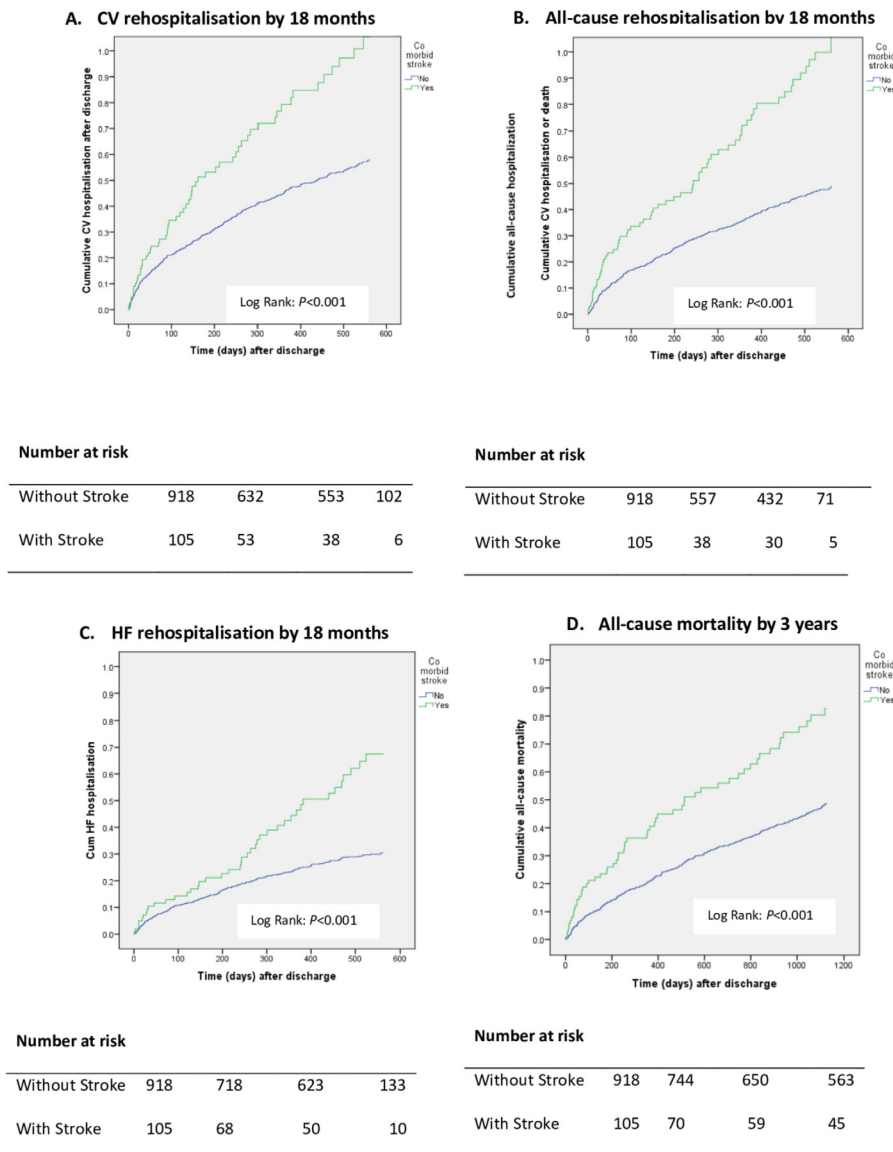 A. CV rehospitalisation by 18 months
Cumulative CV hospitalisation after discharge
1.0
0.9
0.8
0.7
0.6
0.5
0.4
0.3
0.2
0.1
0.0
0 100 200 300 400 500 600
Time (days) after discharge
Log Rank: P<0.001
Co
morbid
stroke
No
Yes
Number at risk
Without Stroke 918 632 553 102
With Stroke 105 53 38 6
B. All-cause rehospitalisation by 18 months
Cumulative all-cause hospitalization
Cumulative CV hospitalisation or death
1.0
0.9
0.8
0.7
0.6
0.5
0.4
0.3
0.2
0.1
0.0
0 100 200 300 400 500 600
Time (days) after discharge
Log Rank: P<0.001
Co
morbid
stroke
No
Yes
Number at risk
Without Stroke 918 557 432 71
With Stroke 105 38 30 5
C. HF rehospitalisation by 18 months
Cum HF hospitalisation
1.0
0.9
0.8
0.7
0.6
0.5
0.4
0.3
0.2
0.1
0.0
0 100 200 300 400 500 600
Time (days) after discharge
Log Rank: P<0.001
Co
morbid
stroke
No
Yes
Number at risk
Without Stroke 918 718 623 133
With Stroke 105 68 50 10
D. All-cause mortality by 3 years
Cumulative all-cause mortality
1.0
0.9
0.8
0.7
0.6
0.5
0.4
0.3
0.2
0.1
0.0
0 200 400 600 800 1000 1200
Time (days) after discharge
Log Rank: P<0.001
Co
morbid
stroke
No
Yes
Number at risk
Without Stroke 918 744 650 563
With Stroke 105 70 59 45